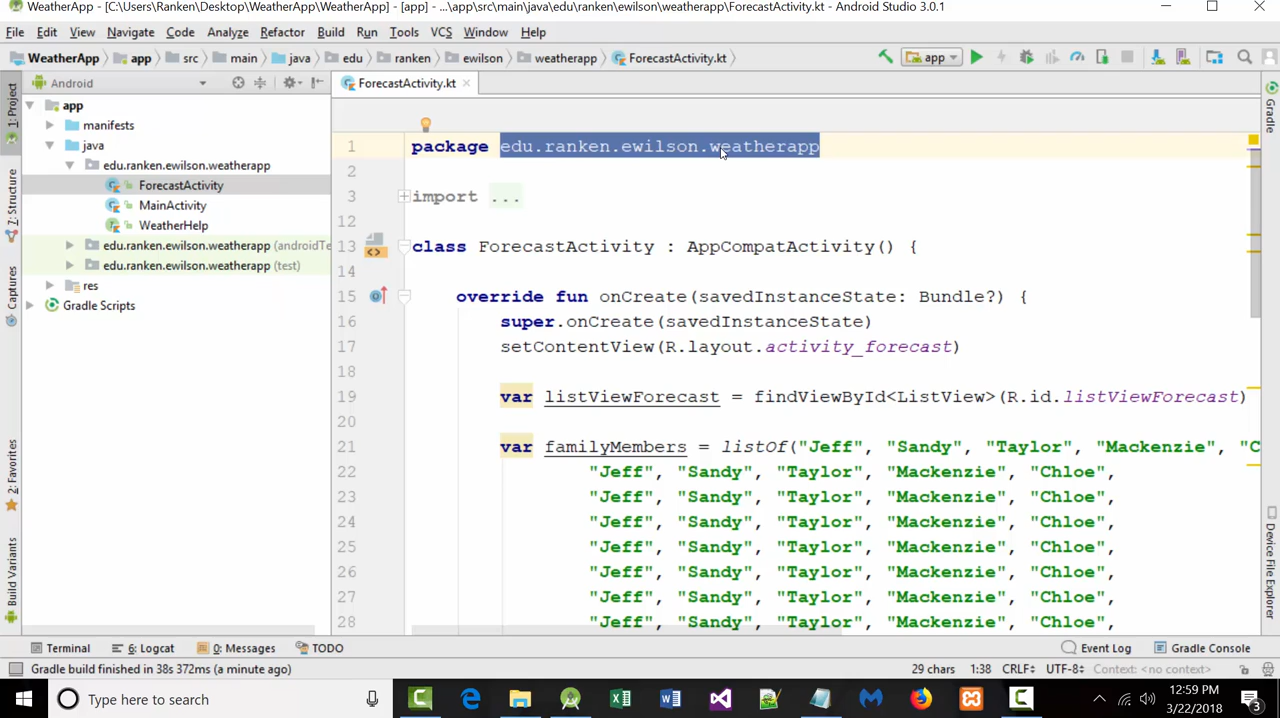 WeatherApp - [C:\Users\Ranken\Desktop\WeatherApp\WeatherApp] - [app] - ...\app\src\main\java\edu\ranken\ewilson\weatherapp\ForecastActivity.kt - Android Studio 3.0.1
File Edit View Navigate Code Analyze Refactor Build Run Tools VCS Window Help
WeatherApp app src main java edu ranken ewilson weatherapp ForecastActivity.kt app
1: Project
7: Structure
Captures
2: Favorites
Build Variants
Android
app
manifests
java
edu.ranken.ewilson.weatherapp
ForecastActivity
MainActivity
WeatherHelp
edu.ranken.ewilson.weatherapp (androidTe
edu.ranken.ewilson.weatherapp (test)
res
Gradle Scripts
ForecastActivity.kt
1 package edu.ranken.ewilson.weatherapp
2
3 import ...
12
13 class ForecastActivity : AppCompatActivity() {
14
15 override fun onCreate(savedInstanceState: Bundle?) {
16 super.onCreate(savedInstanceState)
17 setContentView(R.layout.activity_forecast)
18
19 var listViewForecast = findViewById<ListView>(R.id.listViewForecast)
20
21 var familyMembers = listOf("Jeff", "Sandy", "Taylor", "Mackenzie", "C
22 "Jeff", "Sandy", "Taylor", "Mackenzie", "Chloe",
23 "Jeff", "Sandy", "Taylor", "Mackenzie", "Chloe",
24 "Jeff", "Sandy", "Taylor", "Mackenzie", "Chloe",
25 "Jeff", "Sandy", "Taylor", "Mackenzie", "Chloe",
26 "Jeff", "Sandy", "Taylor", "Mackenzie", "Chloe",
27 "Jeff", "Sandy", "Taylor", "Mackenzie", "Chloe",
28 "Jeff", "Sandy", "Taylor", "Mackenzie", "Chloe",
Gradle
Device File Explorer
Terminal 6: Logcat 0: Messages TODO Event Log Gradle Console
Gradle build finished in 38s 372ms (a minute ago) 29 chars 1:38 CRLF UTF-8 Context: <no context>
Type here to search
12:59 PM
3/22/2018
3